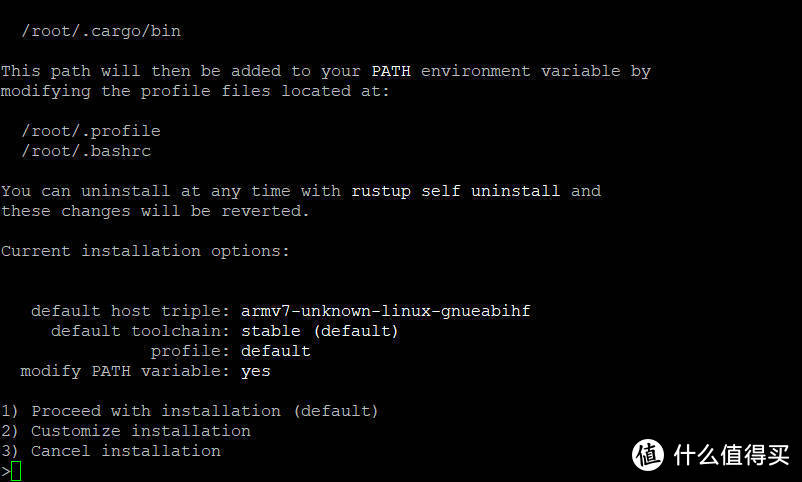 /root/.cargo/bin
This path will then be added to your PATH environment variable by
modifying the profile files located at:
/root/.profile
/root/.bashrc
You can uninstall at any time with rustup self uninstall and
these changes will be reverted.
Current installation options:
default host triple: armv7-unknown-linux-gnueabihf
default toolchain: stable (default)
profile: default
modify PATH variable: yes
1) Proceed with installation (default)
2) Customize installation
3) Cancel installation
>
值 什么值得买